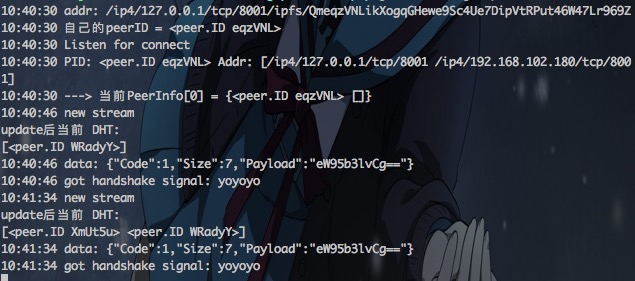 10:40:30 addr: /ip4/127.0.0.1/tcp/8001/ipfs/QmeqzVNLikXogqGHewe9Sc4Ue7DipVtRPut46W47Lr969Z
10:40:30 自己的peerID = <peer.ID eqzVNL>
10:40:30 Listen for connect
10:40:30 PID: <peer.ID eqzVNL> Addr: [/ip4/127.0.0.1/tcp/8001 /ip4/192.168.102.180/tcp/800
1]
10:40:30 ---> 当前PeerInfo[0] = {<peer.ID eqzVNL> []}
10:40:46 new stream
update后当前 DHT:
[<peer.ID WRadyY>]
10:40:46 data: {"Code":1,"Size":7,"Payload":"eW95b3lvCg=="}
10:40:46 got handshake signal: yoyoyo
10:41:34 new stream
update后当前 DHT:
[<peer.ID XmUt5u> <peer.ID WRadyY>]
10:41:34 data: {"Code":1,"Size":7,"Payload":"eW95b3lvCg=="}
10:41:34 got handshake signal: yoyoyo